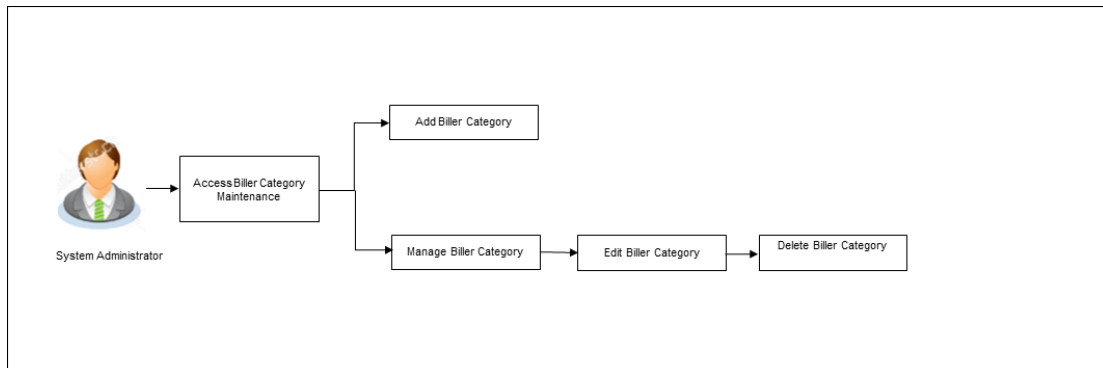 Add Biller Category
Access Biller Category
Maintenance
System Administrator
Manage Biller Category
Edit Biller Category
Delete Biller Category